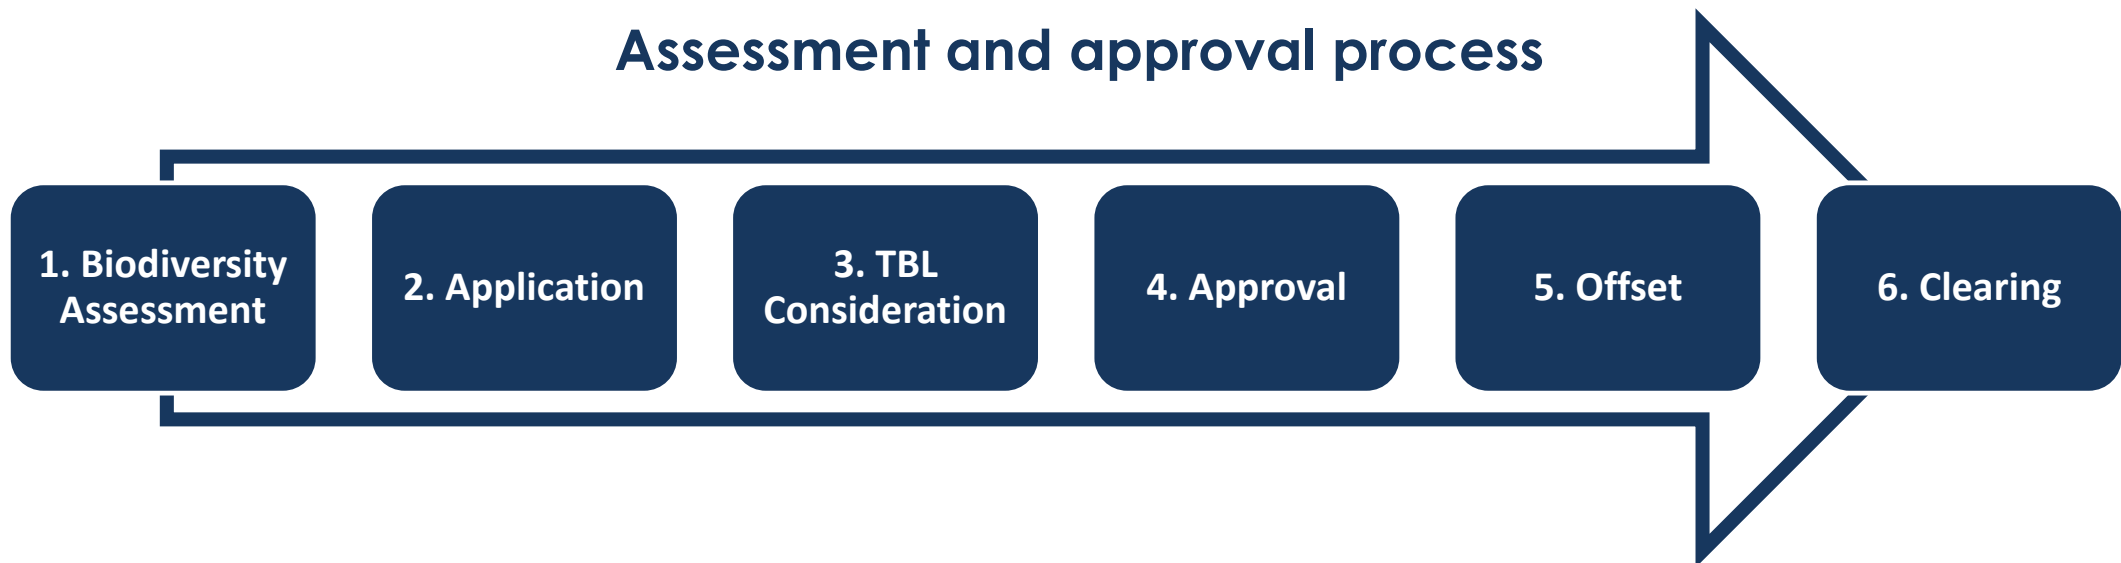 Assessment and approval process
1. Biodiversity
Assessment
2. Application
3. TBL
Consideration
4. Approval
5. Offset
6. Clearing